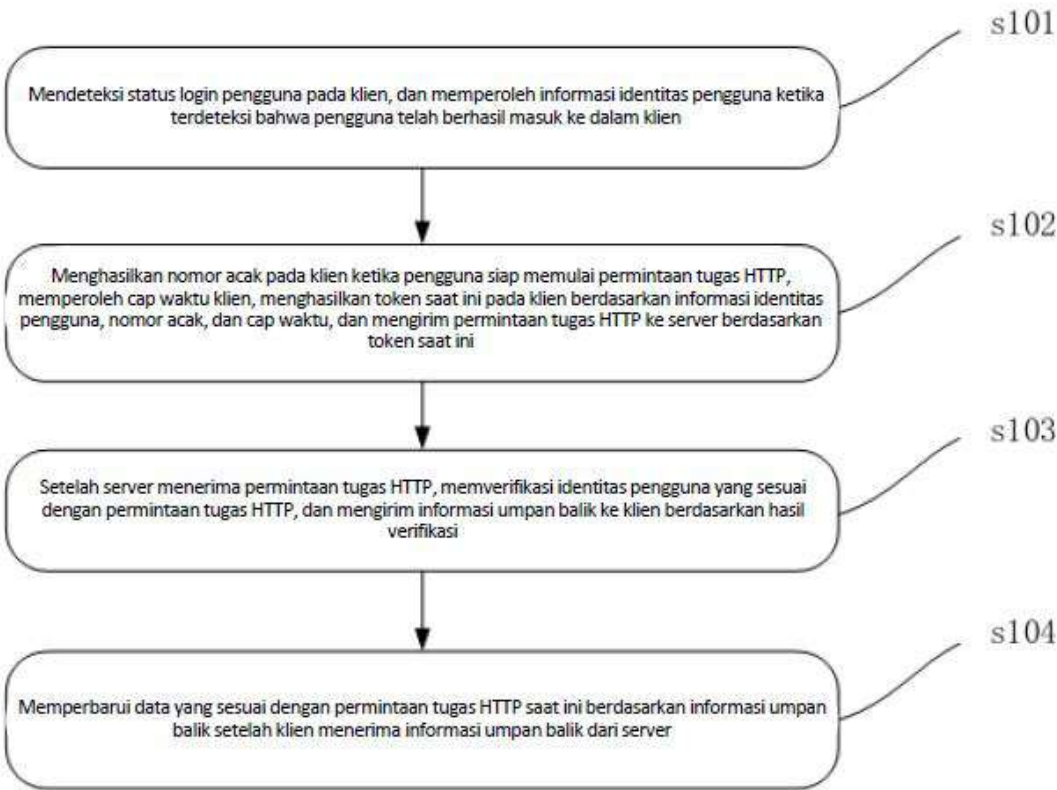 s101
Mendeteksi status login pengguna pada klien, dan memperoleh informasi identitas pengguna ketika
terdeteksi bahwa pengguna telah berhasil masuk ke dalam klien
s102
Menghasilkan nomor acak pada klien ketika pengguna siap memulai permintaan tugas HTTP,
memperoleh cap waktu klien, menghasilkan token saat ini pada klien berdasarkan informasi identitas
pengguna, nomor acak, dan cap waktu, dan mengirim permintaan tugas HTTP ke server berdasarkan
token saat ini
s103
Setelah server menerima permintaan tugas HTTP, memverifikasi identitas pengguna yang sesuai
dengan permintaan tugas HTTP, dan mengirim informasi umpan balik ke klien berdasarkan hasil
verifikasi
s104
Memperbarui data yang sesuai dengan permintaan tugas HTTP saat ini berdasarkan informasi umpan
balik setelah klien menerima informasi umpan balik dari server